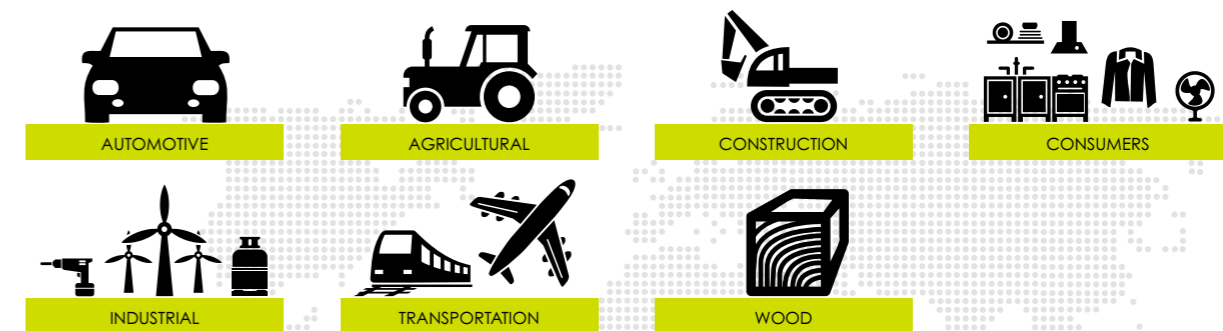 AUTOMOTIVE
AGRICULTURAL
CONSTRUCTION
CONSUMERS
INDUSTRIAL
TRANSPORTATION
WOOD